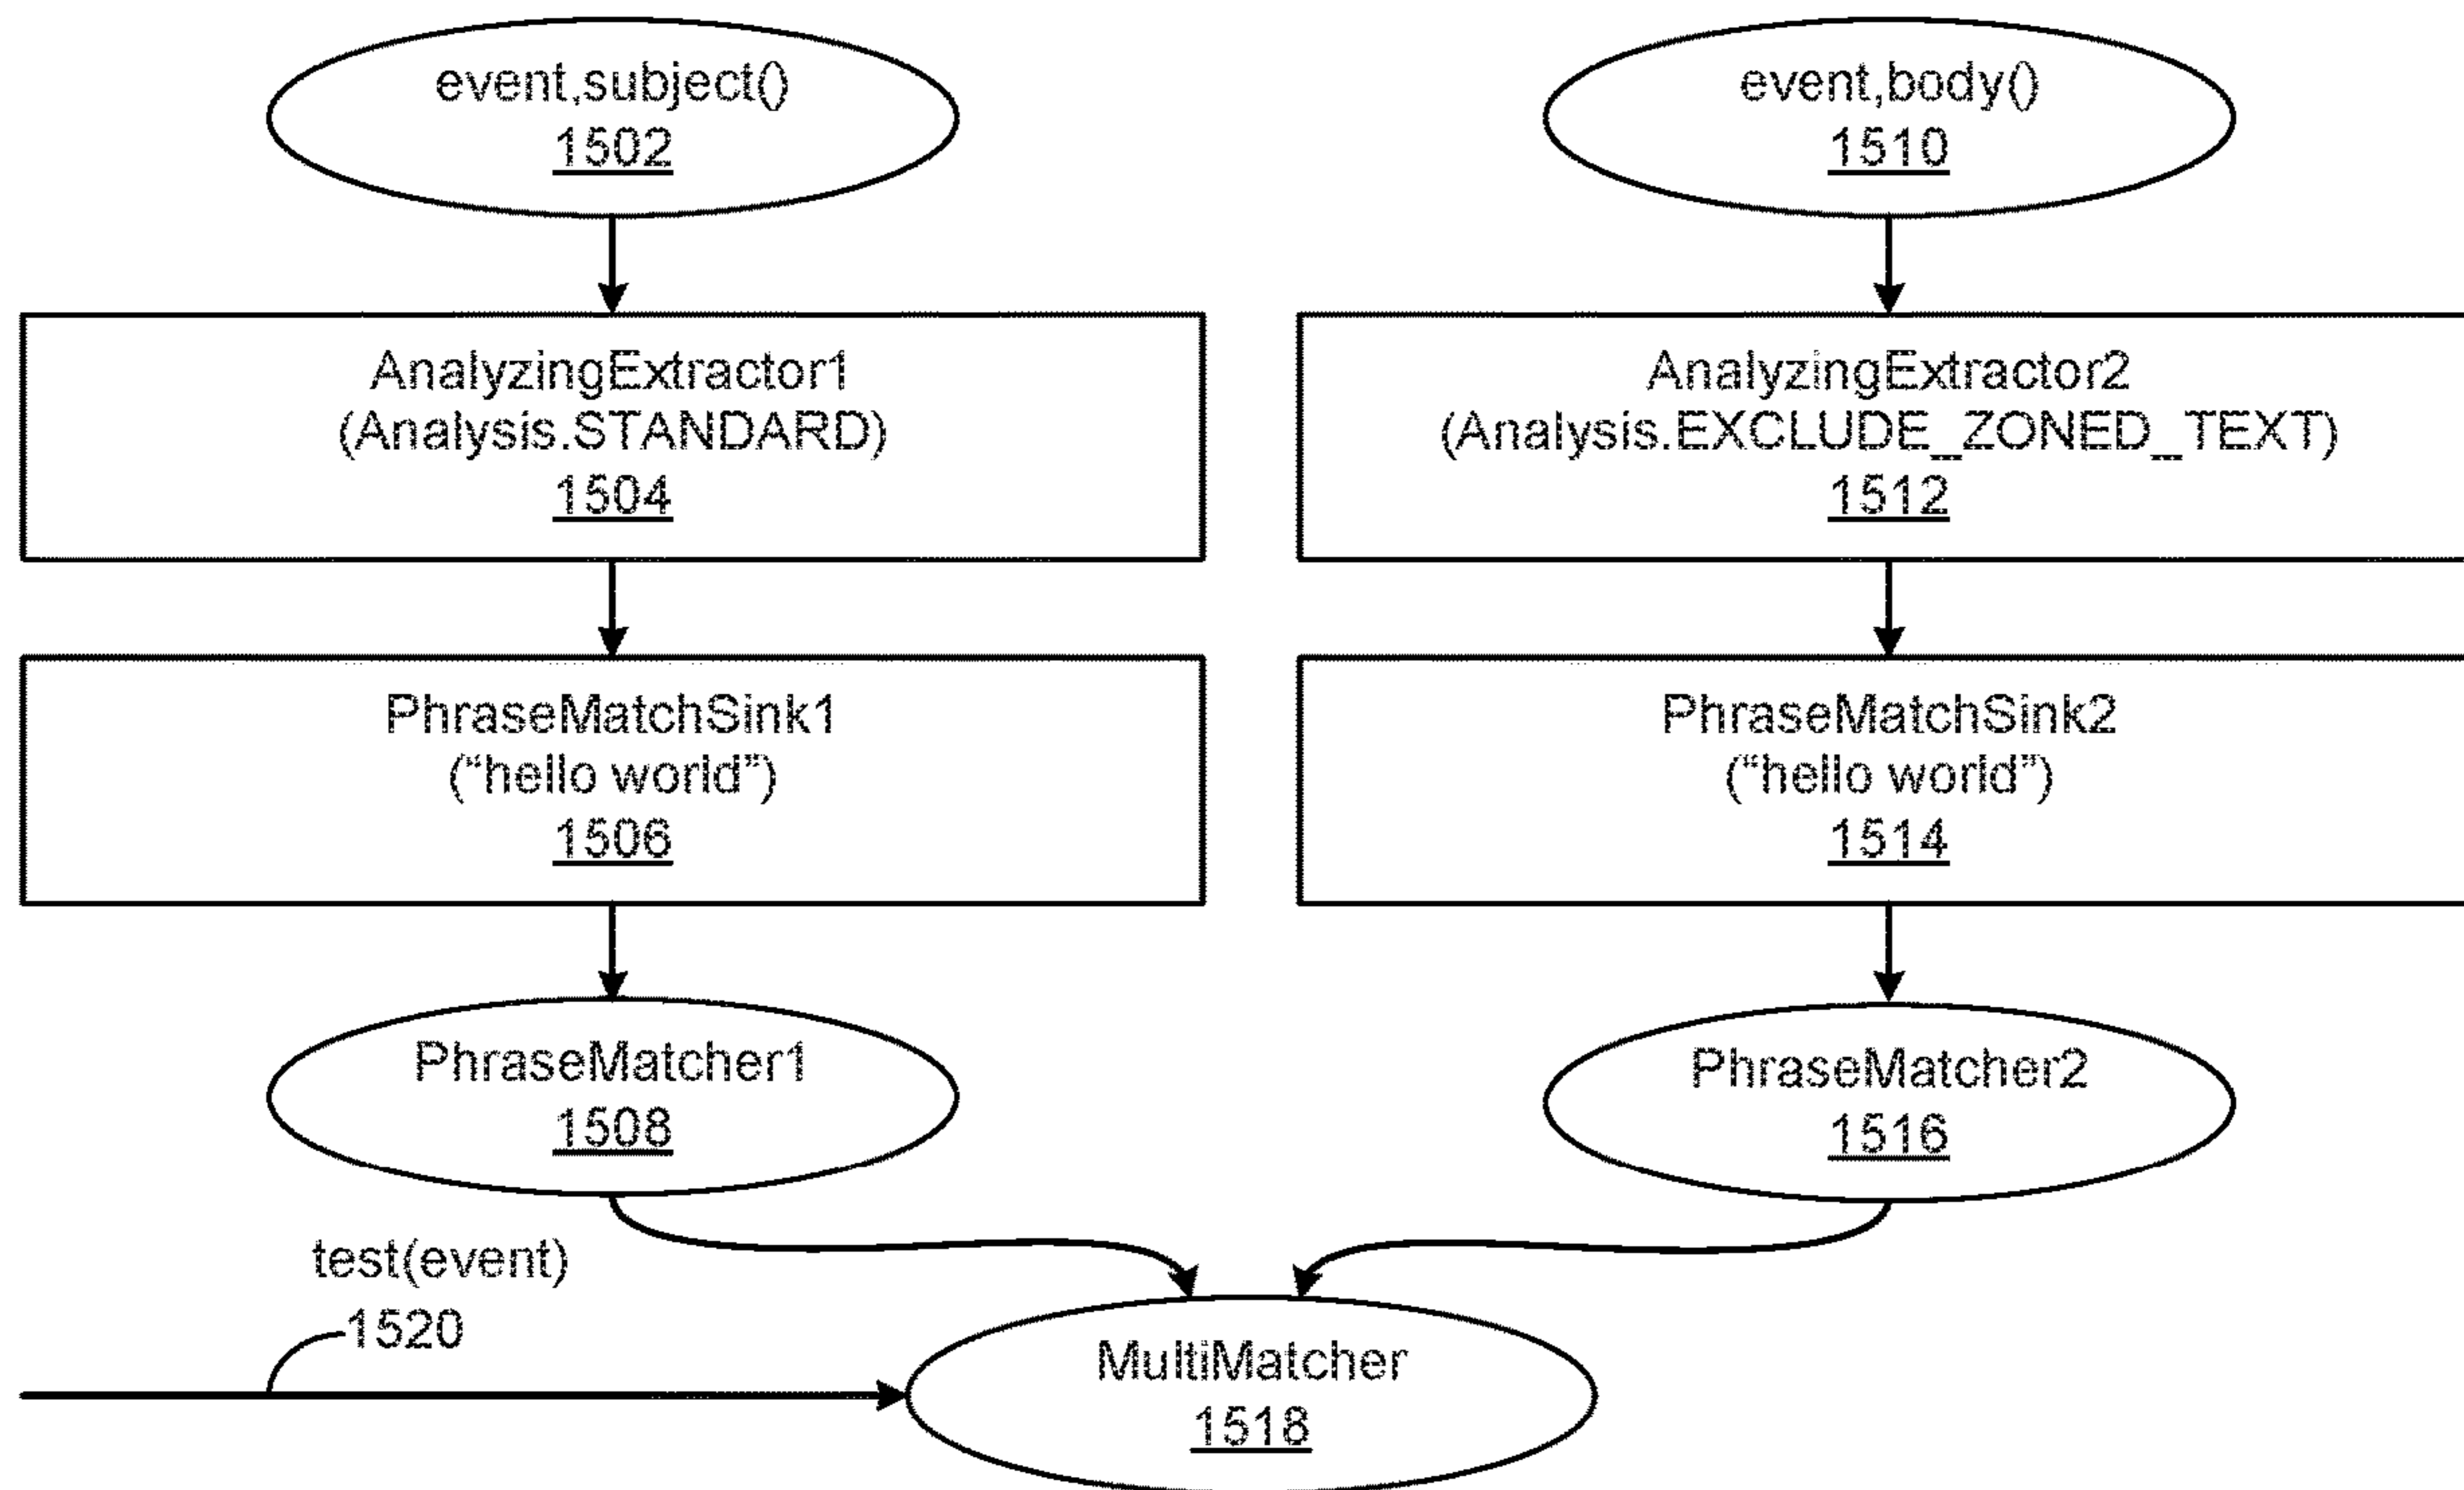 event,subject()
1502
event,body()
1510
AnalyzingExtractor1
(Analysis.STANDARD)
1504
AnalyzingExtractor2
(Analysis.EXCLUDE_ZONED_TEXT)
1512
PhraseMatchSink1
(“hello world”)
1506
PhraseMatchSink2
(“hello world”)
1514
PhraseMatcher1
1508
PhraseMatcher2
1516
test(event)
1520
MultiMatcher
1518